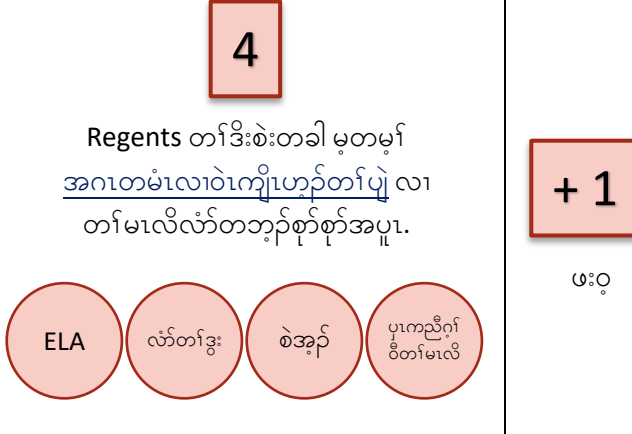 4
Regents တၢ်ဒိးစဲးတခါ မ့တမ့ၢ်
အဂၤတမံၤလၢဝဲၤကျိၤဟ့ၣ်တၢ်ပျဲ လၢ
တၢ်မၤလိလံာ်တဘ့ၣ်စုာ်စုာ်အပူၤ.
ELA
လံာ်တၢ်ဒွး
စဲအ့ၣ်
ပှၤကညီဂ့ၢ်
ဝီတၢ်မၤလိ
+ 1
ဖးဝ့